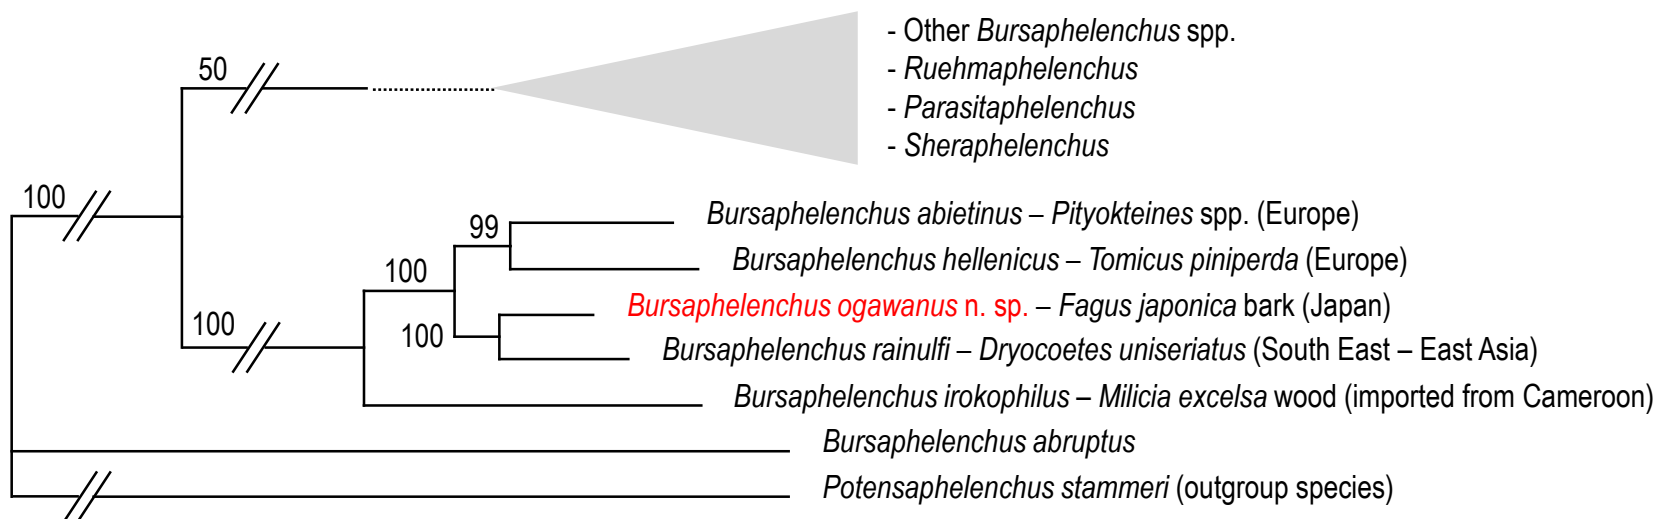 50
- Other Bursaphelenchus spp.
- Ruehmaphelenchus
- Parasitaphelenchus
- Sheraphelenchus
100
99
Bursaphelenchus abietinus – Pityokteines spp. (Europe)
100
Bursaphelenchus hellenicus – Tomicus piniperda (Europe)
Bursaphelenchus ogawanus n. sp. – Fagus japonica bark (Japan)
100
100
Bursaphelenchus rainulfi – Dryocoetes uniseriatus (South East – East Asia)
Bursaphelenchus irokophilus – Milicia excelsa wood (imported from Cameroon)
Bursaphelenchus abruptus
Potensaphelenchus stammeri (outgroup species)